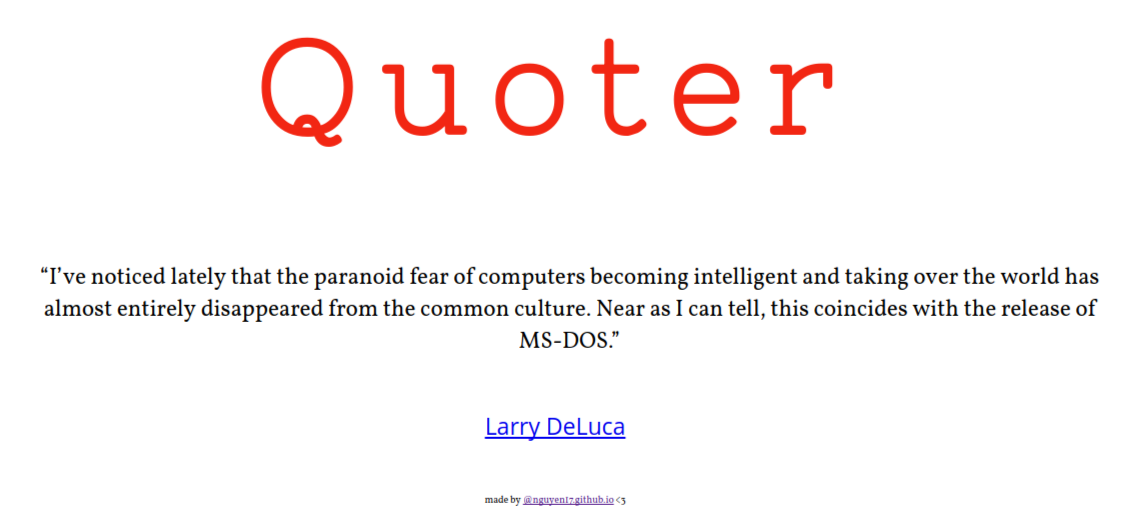 Quoter
“I’ve noticed lately that the paranoid fear of computers becoming intelligent and taking over the world has
almost entirely disappeared from the common culture. Near as I can tell, this coincides with the release of
MS-DOS.”
Larry DeLuca
made by @nguyen17.github.io <3